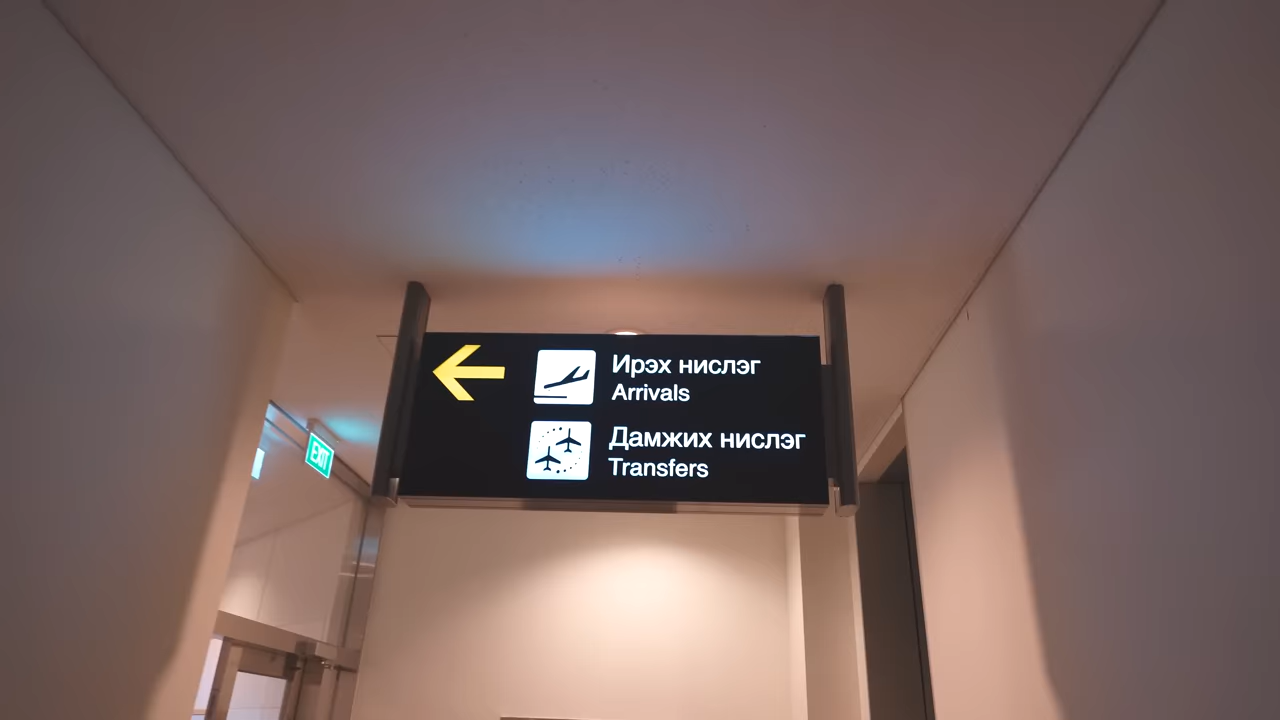 Ирэх нислэг
Arrivals
Дамжих нислэг
Transfers
EXIT